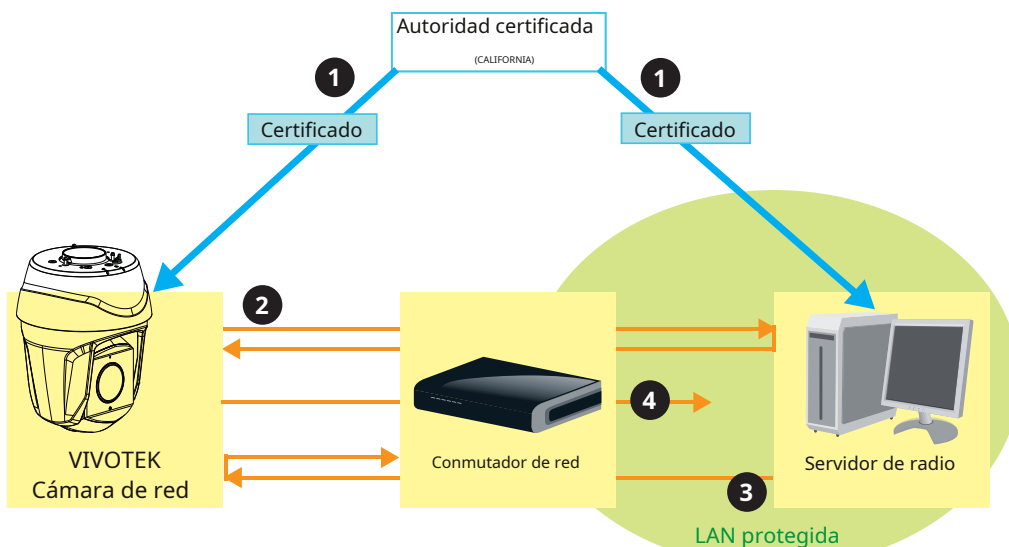 Autoridad certificada
(CALIFORNIA)
1
1
Certificado
Certificado
2
4
VIVOTEK
Cámara de red
Conmutador de red
Servidor de radio
3
LAN protegida